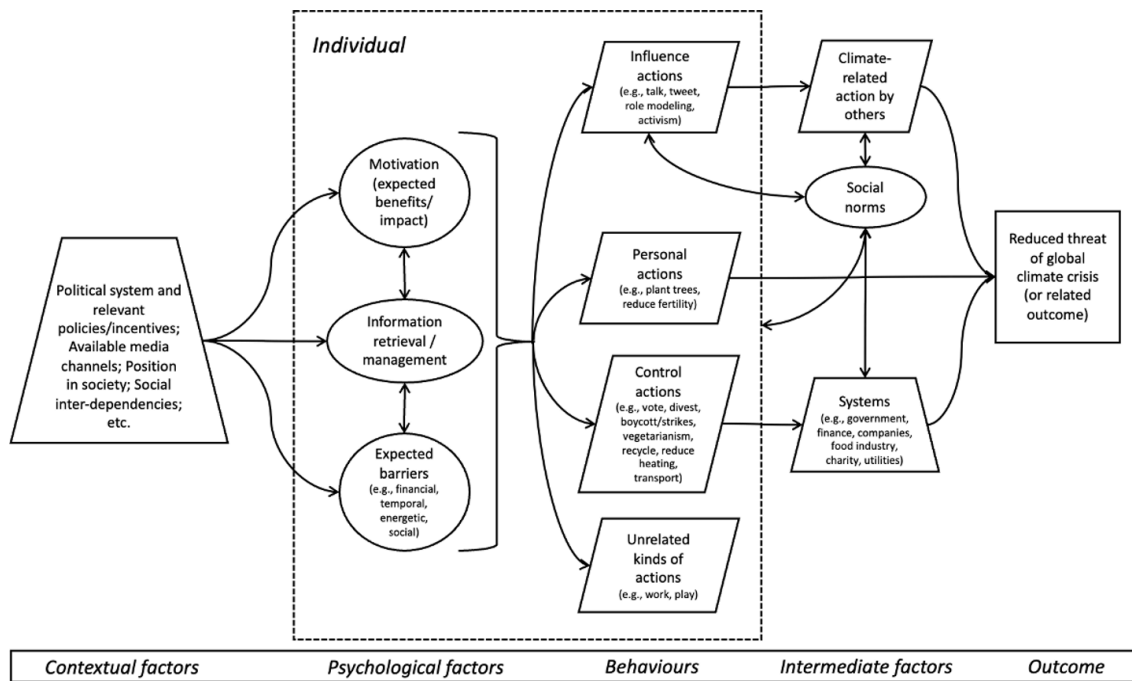 Individual
Political system and
relevant
policies/incentives;
Available media
channels; Position
in society; Social
inter-dependencies;
etc.
Motivation
(expected
benefits/
impact)
Information
retrieval /
management
Expected
barriers
(e.g., financial,
temporal,
energetic,
social)
Influence
actions
(e.g., talk, tweet,
role modeling,
activism)
Personal
actions
(e.g., plant trees,
reduce fertility)
Control
actions
(e.g., vote, divest,
boycott/strikes,
vegetarianism,
recycle, reduce
heating,
transport)
Unrelated
kinds of
actions
(e.g., work, play)
Climate-
related
action by
others
Social
norms
Systems
(e.g., government,
finance, companies,
food industry,
charity, utilities)
Reduced threat
of global
climate crisis
(or related
outcome)
Contextual factors
Psychological factors
Behaviours
Intermediate factors
Outcome